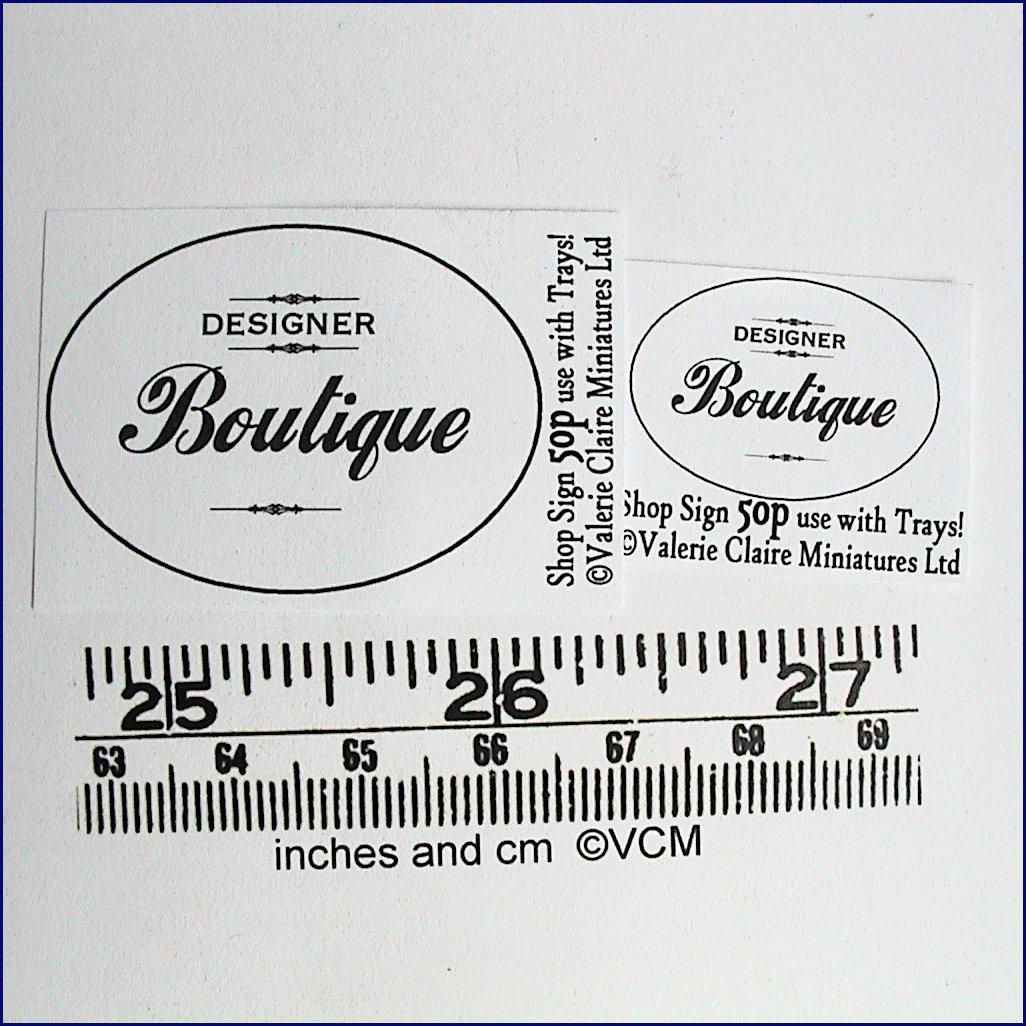 DESIGNER
Boutique
Shop Sign 50p use with Trays!
©Valerie Claire Miniatures Ltd
DESIGNER
Boutique
Shop Sign 50p use with Trays!
©Valerie Claire Miniatures Ltd
25 26 27
63 64 65 66 67 68 69
inches and cm ©VCM